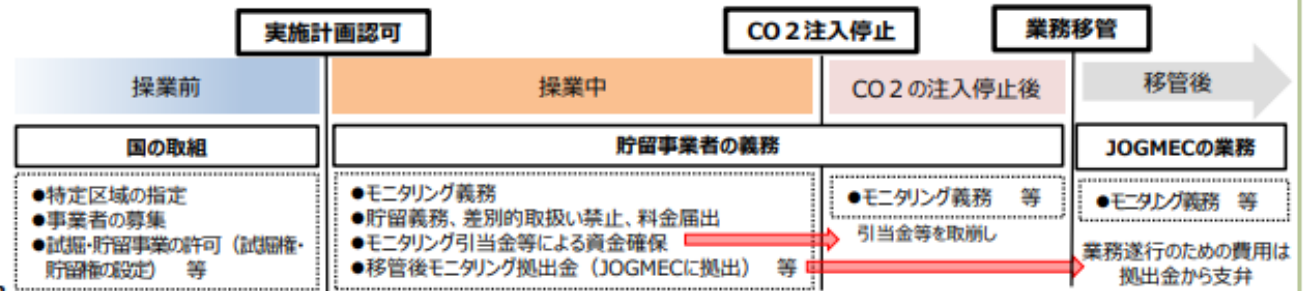 実施計画認可
CO2注入停止
業務移管
操業前
操業中
CO2の注入停止後
移管後
国の取組
貯留事業者の義務
JOGMECの業務
●特定区域の指定
●事業者の募集
●試掘・貯留事業の許可（試掘権・
貯留権の設定） 等
●モニタリング義務
●貯留義務、差別的取扱い禁止、料金届出
●モニタリング引当金等による資金確保
●移管後モニタリング拠出金（JOGMECに拠出） 等
●モニタリング義務 等
引当金等を取崩し
●モニタリング義務 等
業務遂行のための費用は
拠出金から支弁